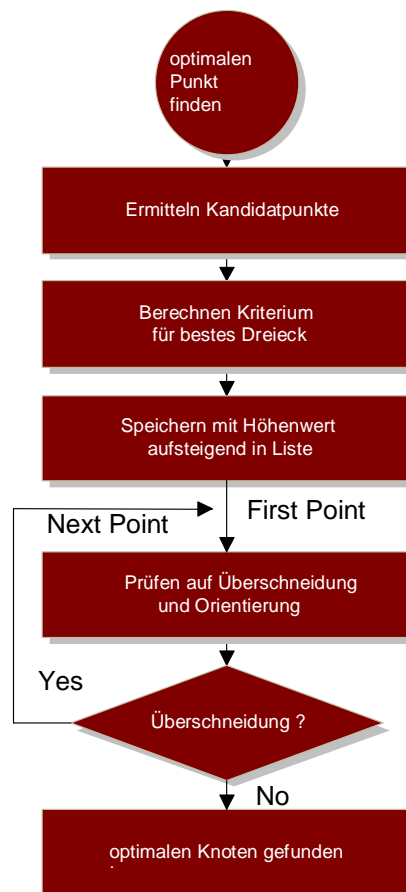 optimalen
Punkt
finden
Ermitteln Kandidatpunkte
Berechnen Kriterium
für bestes Dreieck
Speichern mit Höhenwert
aufsteigend in Liste
Next Point
First Point
Prüfen auf Überschneidung
und Orientierung
Yes
Überschneidung ?
No
optimalen Knoten gefunden
.